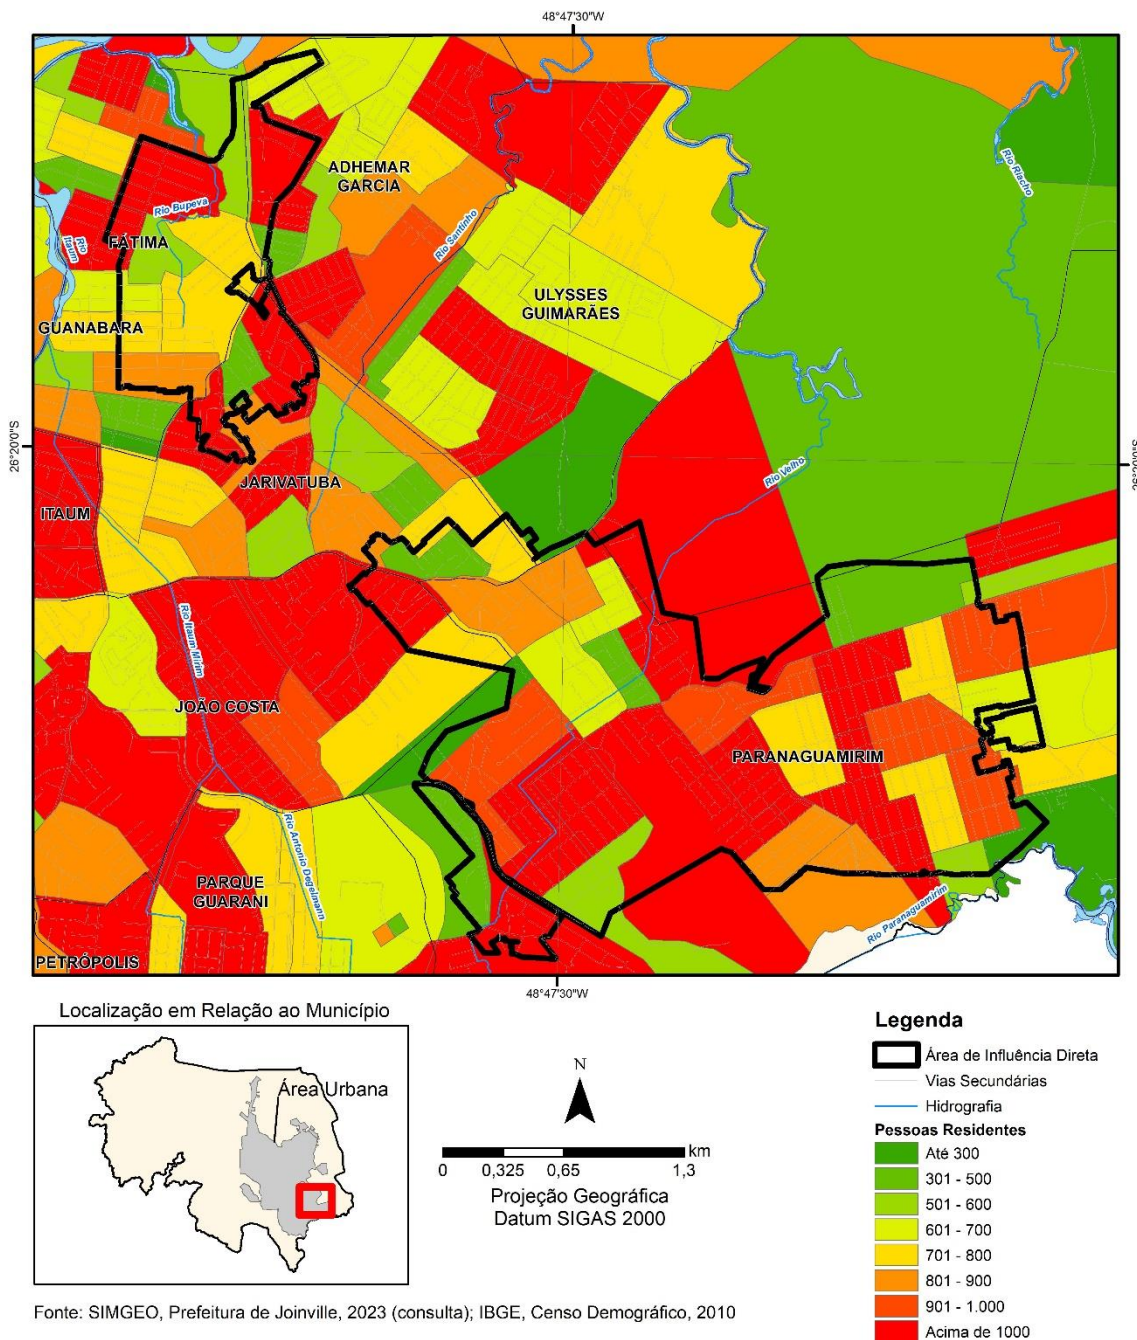 48°47'30"W
Rio Riacho
ADHEMAR
GARCIA
Rio Bupeva
Rio Santinho
Rio
Itaum
FÁTIMA
ULYSSES
GUIMARÃES
GUANABARA
26°20'0"S
26°20'0"S
Rio Velho
JARIVATUBA
ITAUM
Rio Itaum Mirim
JOÃO COSTA
PARANAGUAMIRIM
Rio Antonio Degelmann
PARQUE
GUARANI
Rio Paranaguamirim
PETRÓPOLIS
48°47'30"W
Localização em Relação ao Município
Área Urbana
N
km
0 0,325 0,65 1,3
Projeção Geográfica
Datum SIGAS 2000
Legenda
Área de Influência Direta
Vias Secundárias
Hidrografia
Pessoas Residentes
Até 300
301 - 500
501 - 600
601 - 700
701 - 800
801 - 900
901 - 1.000
Acima de 1000
Fonte: SIMGEO, Prefeitura de Joinville, 2023 (consulta); IBGE, Censo Demográfico, 2010